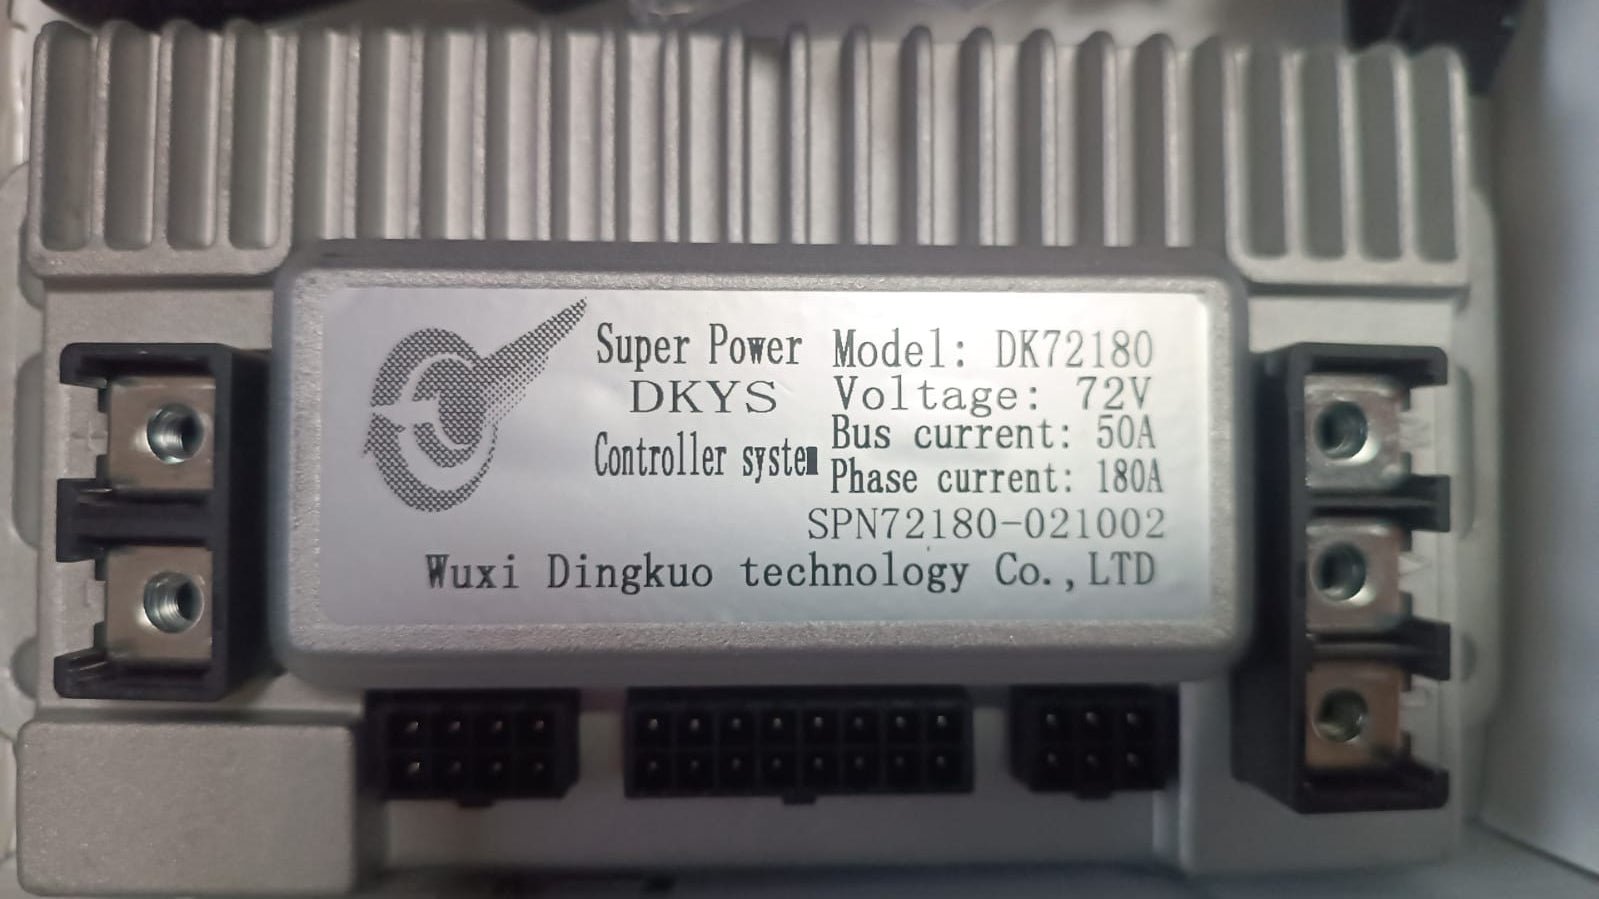 Super Power
DKYS
Controller system
Model: DK72180
Voltage: 72V
Bus current: 50A
Phase current: 180A
SPN72180-021002
Wuxi Dingkuo technology Co.,LTD